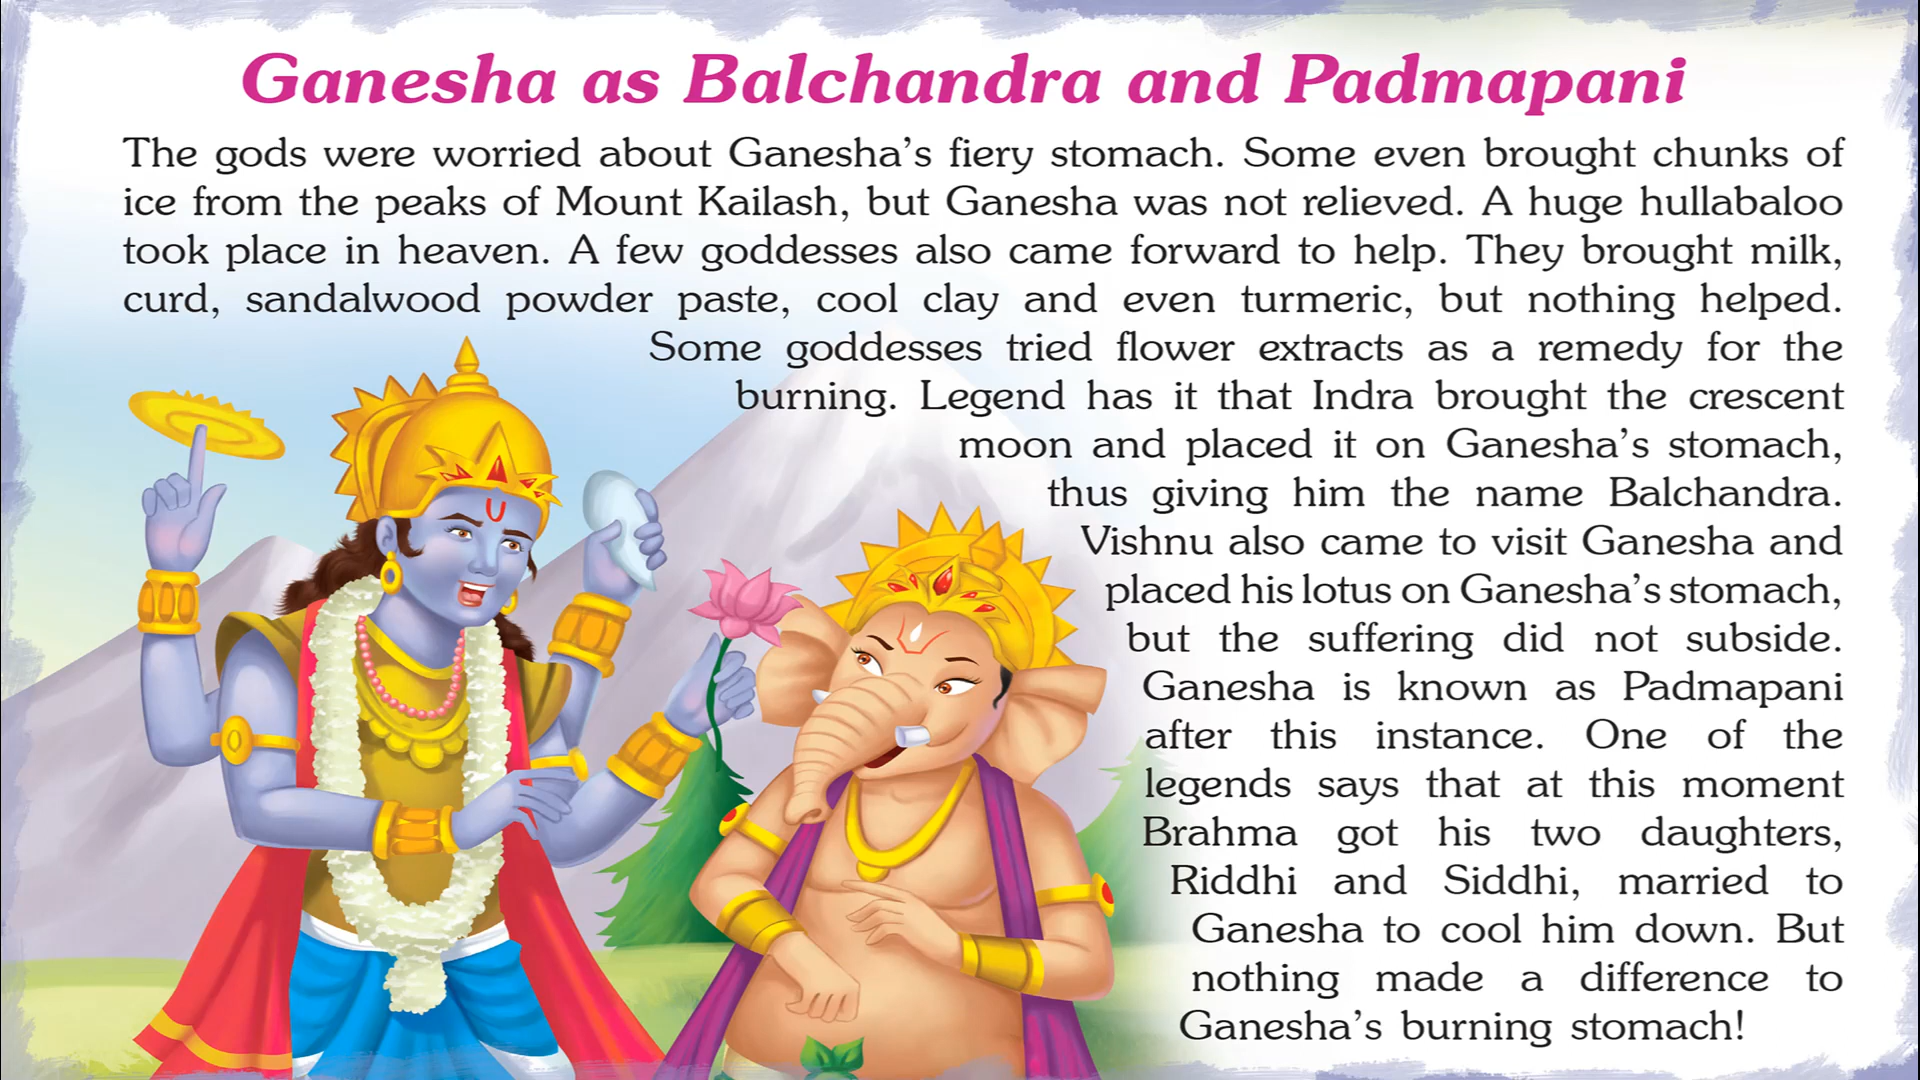 Ganesha as Balchandra and Padmapani
The gods were worried about Ganesha’s fiery stomach. Some even brought chunks of
ice from the peaks of Mount Kailash, but Ganesha was not relieved. A huge hullabaloo
took place in heaven. A few goddesses also came forward to help. They brought milk,
curd, sandalwood powder paste, cool clay and even turmeric, but nothing helped.
Some goddesses tried flower extracts as a remedy for the
burning. Legend has it that Indra brought the crescent
moon and placed it on Ganesha’s stomach,
thus giving him the name Balchandra.
Vishnu also came to visit Ganesha and
placed his lotus on Ganesha’s stomach,
but the suffering did not subside.
Ganesha is known as Padmapani
after this instance. One of the
legends says that at this moment
Brahma got his two daughters,
Riddhi and Siddhi, married to
Ganesha to cool him down. But
nothing made a difference to
Ganesha’s burning stomach!